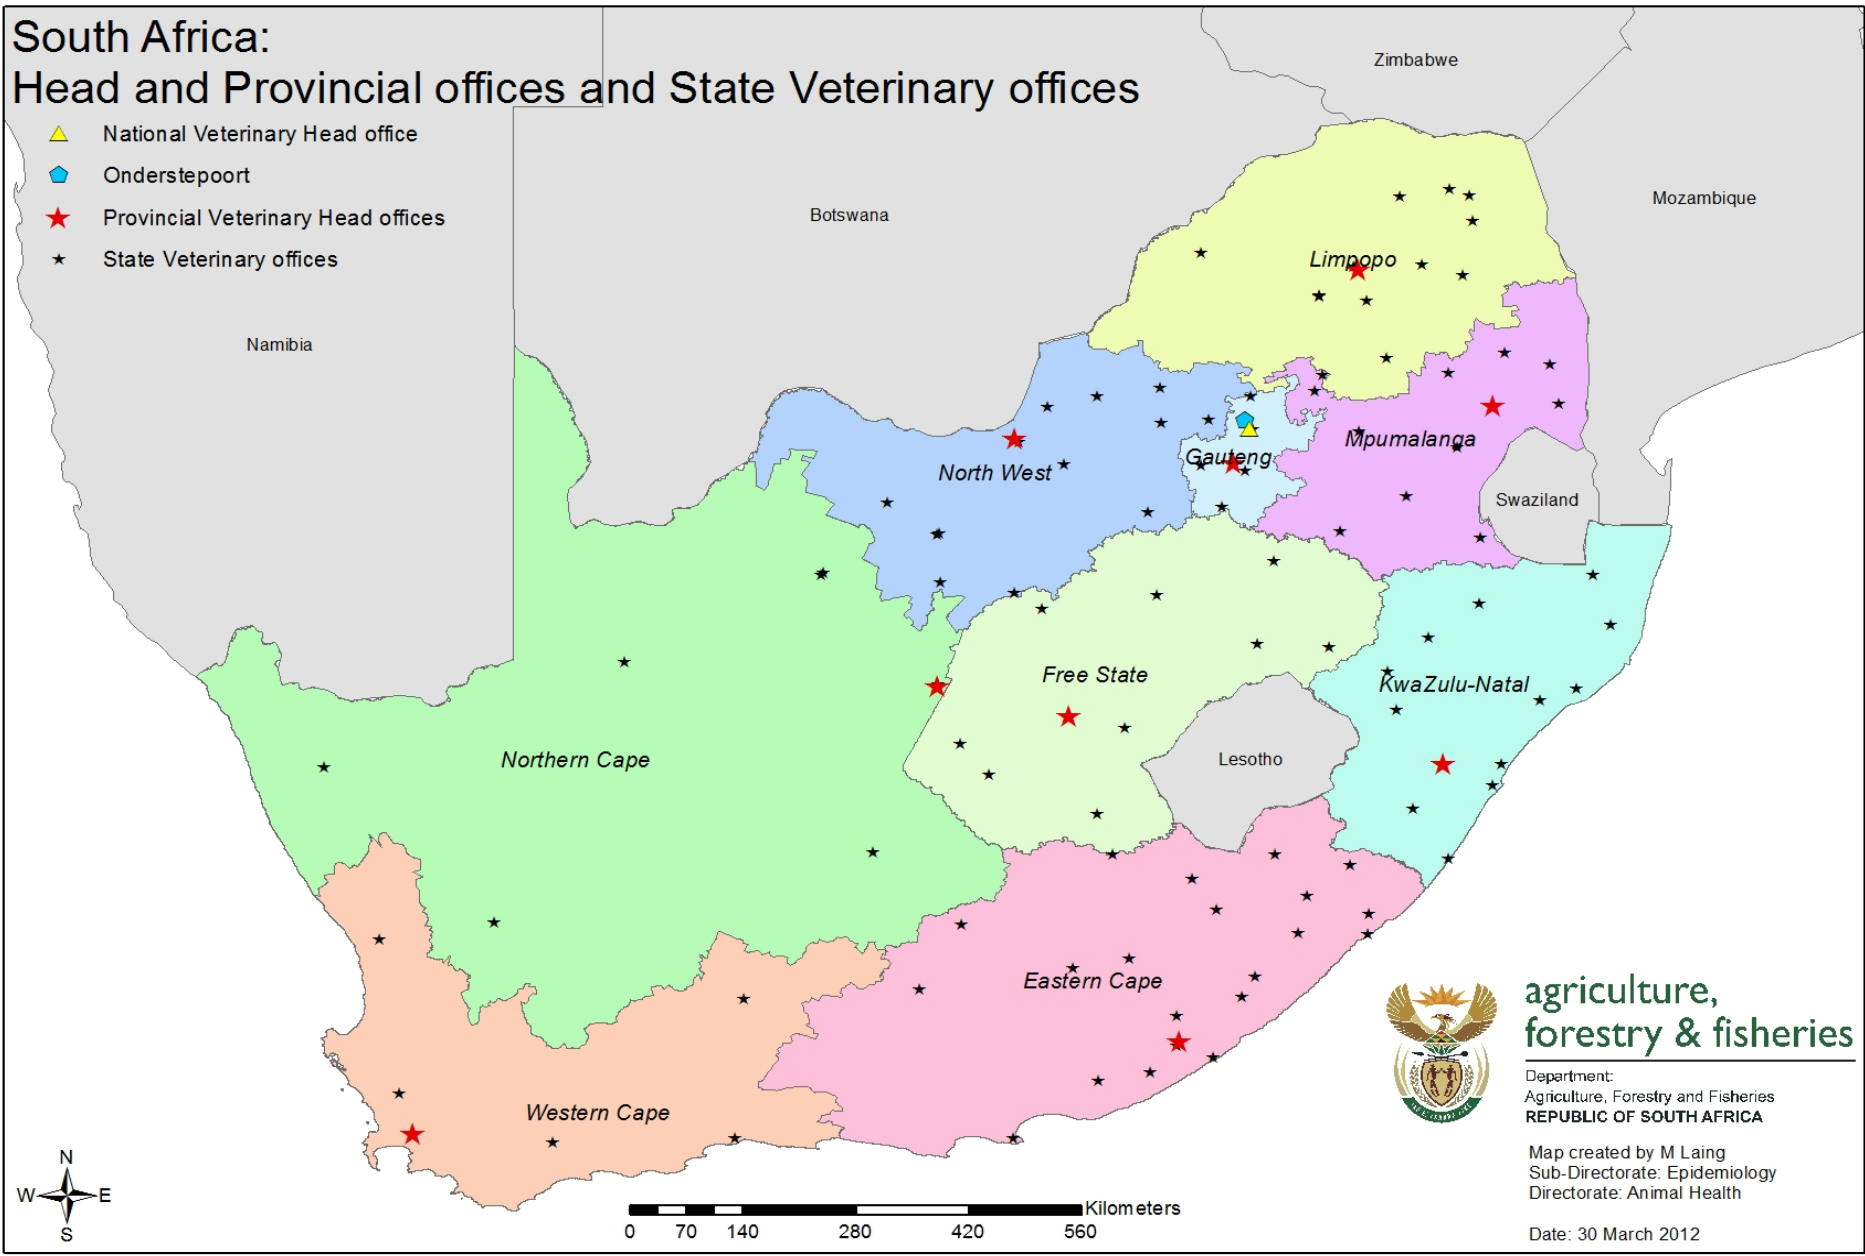 South Africa:
Head and Provincial offices and State Veterinary offices
National Veterinary Head office
Onderstepoort
Provincial Veterinary Head offices
State Veterinary offices
Zimbabwe
Mozambique
Botswana
Namibia
Limpopo
Mpumalanga
Gauteng
North West
Swaziland
Free State
KwaZulu-Natal
Northern Cape
Lesotho
Eastern Cape
Western Cape
agriculture,
forestry & fisheries
Department:
Agriculture, Forestry and Fisheries
REPUBLIC OF SOUTH AFRICA
Map created by M Laing
Sub-Directorate: Epidemiology
Directorate: Animal Health
Date: 30 March 2012
N
W E
S
Kilometers
0 70 140 280 420 560